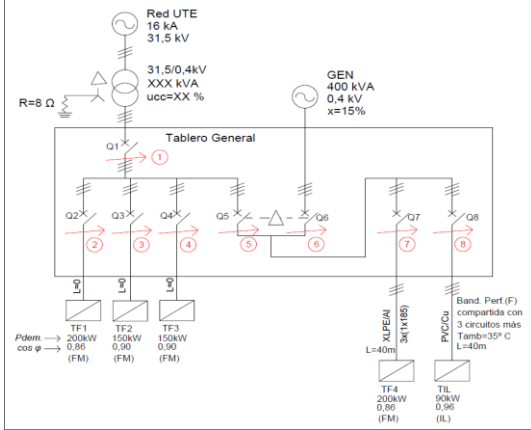 Red UTE
16 kA
31,5 kV
31,5/0,4kV
XXX kVA
ucc=XX %
R=8 Ω
GEN
400 kVA
0,4 kV
x=15%
Tablero General
Q1
1
Q2
Q3
Q4
Q5
Q6
Q7
Q8
2
3
4
5
6
7
8
L=0
L=0
L=0
XLPE/Al
3x(1x185)
L=40m
PVC/Cu
Band. Perf.(F)
compartida con
3 circuitos más
Tamb=35º C
L=40m
TF1
200kW
0,86
(FM)
TF2
150kW
0,90
(FM)
TF3
150kW
0,90
(FM)
Pdem.
cos φ
TF4
200kW
0,86
(FM)
TIL
90kW
0,96
(IL)